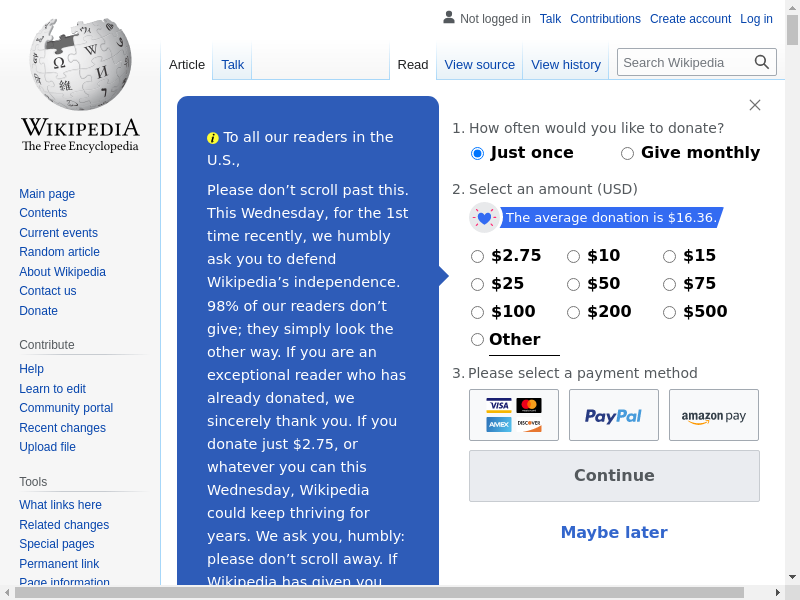 Not logged in Talk Contributions Create account Log in
Article Talk Read View source View history Search Wikipedia
Ω W И 維
WIKIPEDIA
The Free Encyclopedia
Main page
Contents
Current events
Random article
About Wikipedia
Contact us
Donate
Contribute
Help
Learn to edit
Community portal
Recent changes
Upload file
Tools
What links here
Related changes
Special pages
Permanent link
Page information
i To all our readers in the
U.S.,
Please don’t scroll past this.
This Wednesday, for the 1st
time recently, we humbly
ask you to defend
Wikipedia’s independence.
98% of our readers don’t
give; they simply look the
other way. If you are an
exceptional reader who has
already donated, we
sincerely thank you. If you
donate just $2.75, or
whatever you can this
Wednesday, Wikipedia
could keep thriving for
years. We ask you, humbly:
please don’t scroll away. If
Wikipedia has given you
1. How often would you like to donate?
Just once Give monthly
2. Select an amount (USD)
The average donation is $16.36.
$2.75 $10 $15
$25 $50 $75
$100 $200 $500
Other
3. Please select a payment method
VISA MasterCard AMEX DISCOVER PayPal amazon pay
Continue
Maybe later